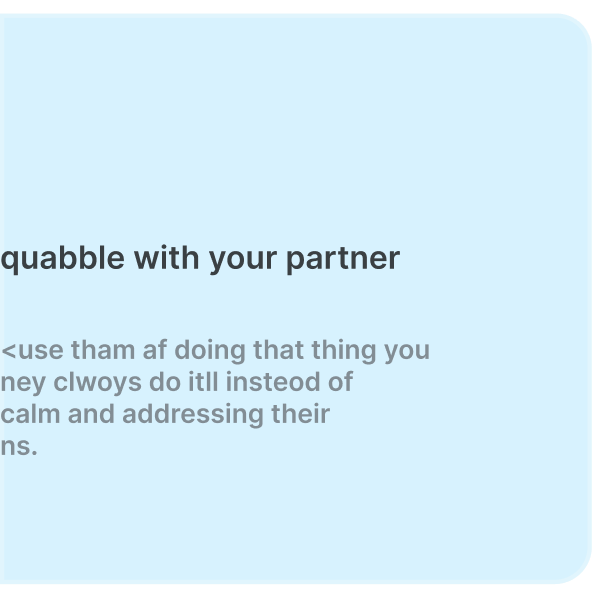 quabble with your partner
<use tham af doing that thing you
ney clwoys do itll insteod of
calm and addressing their
ns.